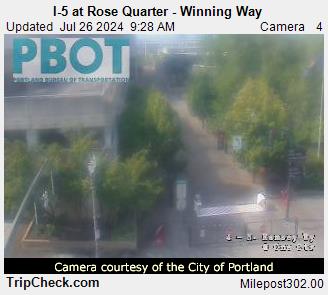 I-5 at Rose Quarter - Winning Way
Updated Jul 26 2024 9:28 AM Camera 4
PBOT
PORTLAND BUREAU OF TRANSPORTATION
Camera courtesy of the City of Portland
TripCheck.com Milepost302.00